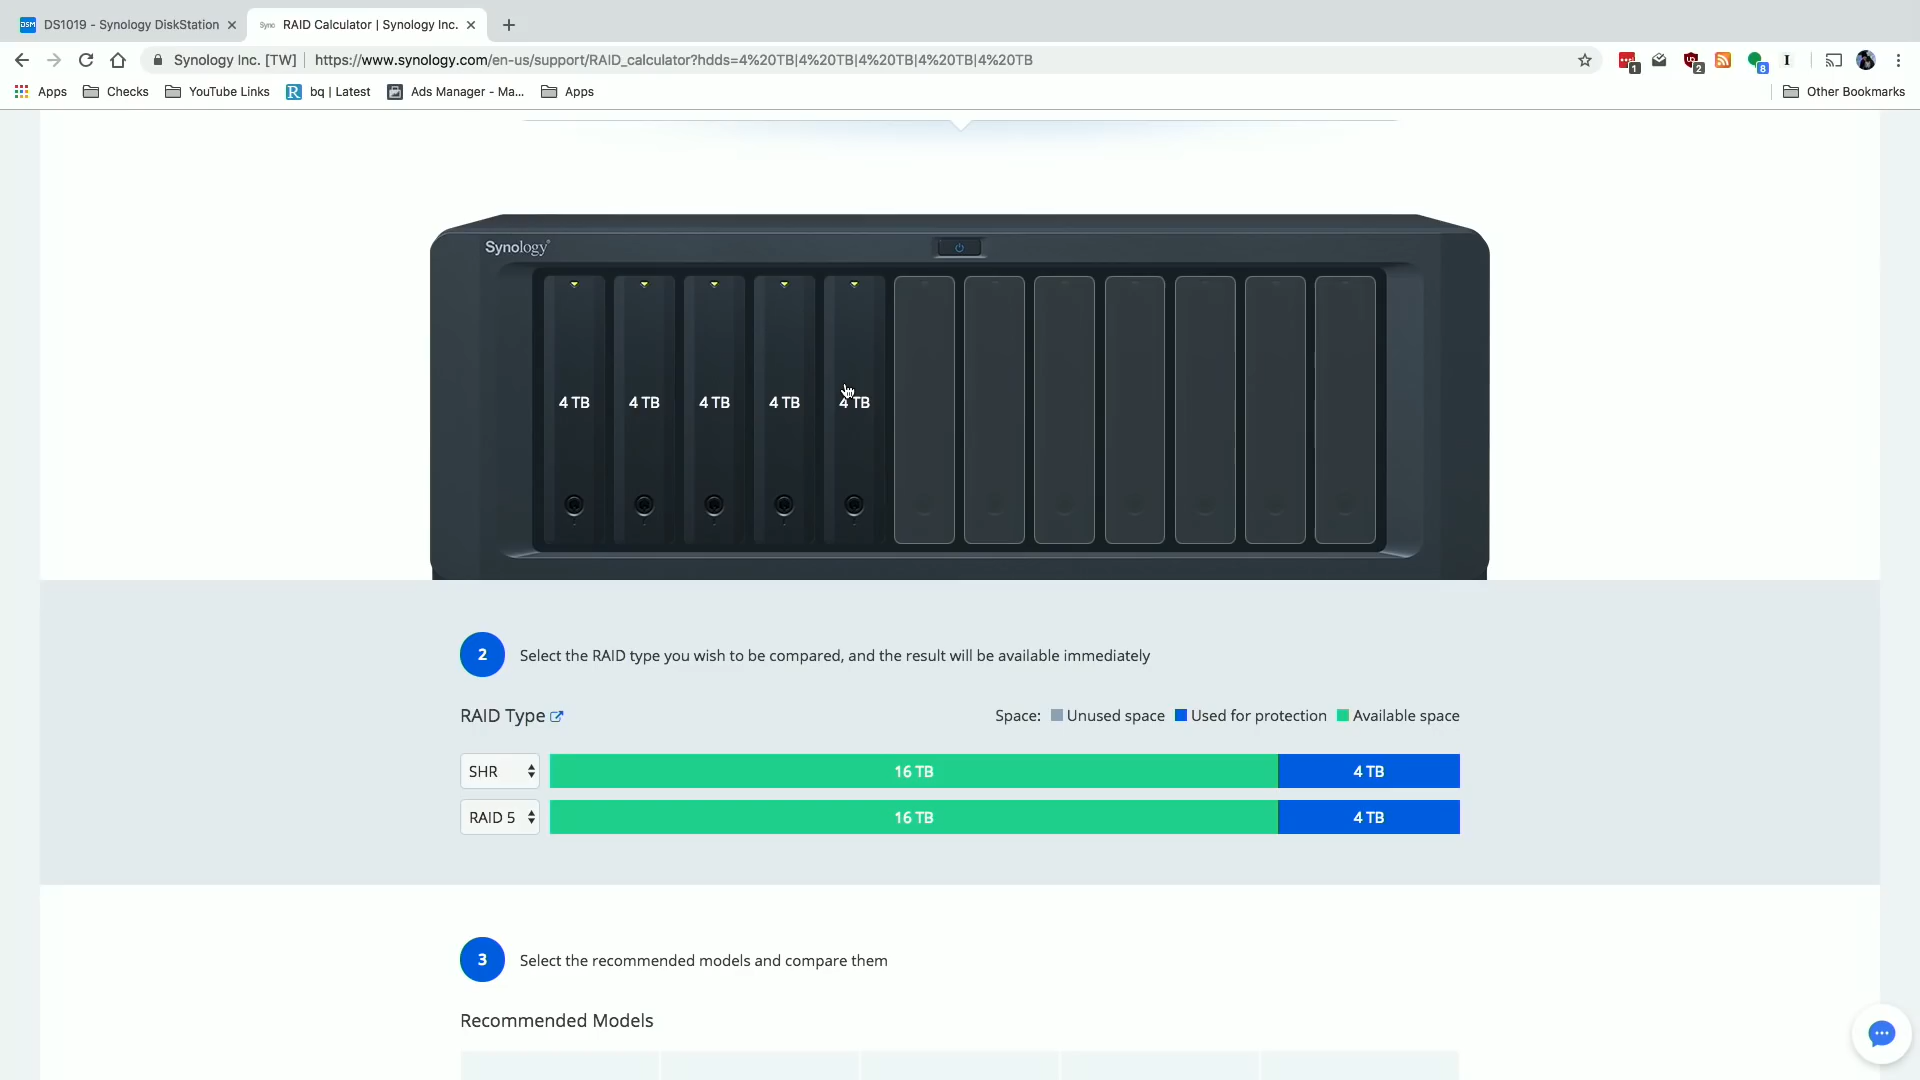 DSM DS1019 - Synology DiskStation
Sync RAID Calculator | Synology Inc.
Synology Inc. [TW] https://www.synology.com/en-us/support/RAID_calculator?hdds=4%20TB|4%20TB|4%20TB|4%20TB|4%20TB
1 2 8 I
Apps Checks YouTube Links R bq | Latest Ads Manager - Ma... Apps Other Bookmarks
Synology
4 TB 4 TB 4 TB 4 TB 4 TB
2 Select the RAID type you wish to be compared, and the result will be available immediately
RAID Type Space: Unused space Used for protection Available space
SHR 16 TB 4 TB
RAID 5 16 TB 4 TB
3 Select the recommended models and compare them
Recommended Models